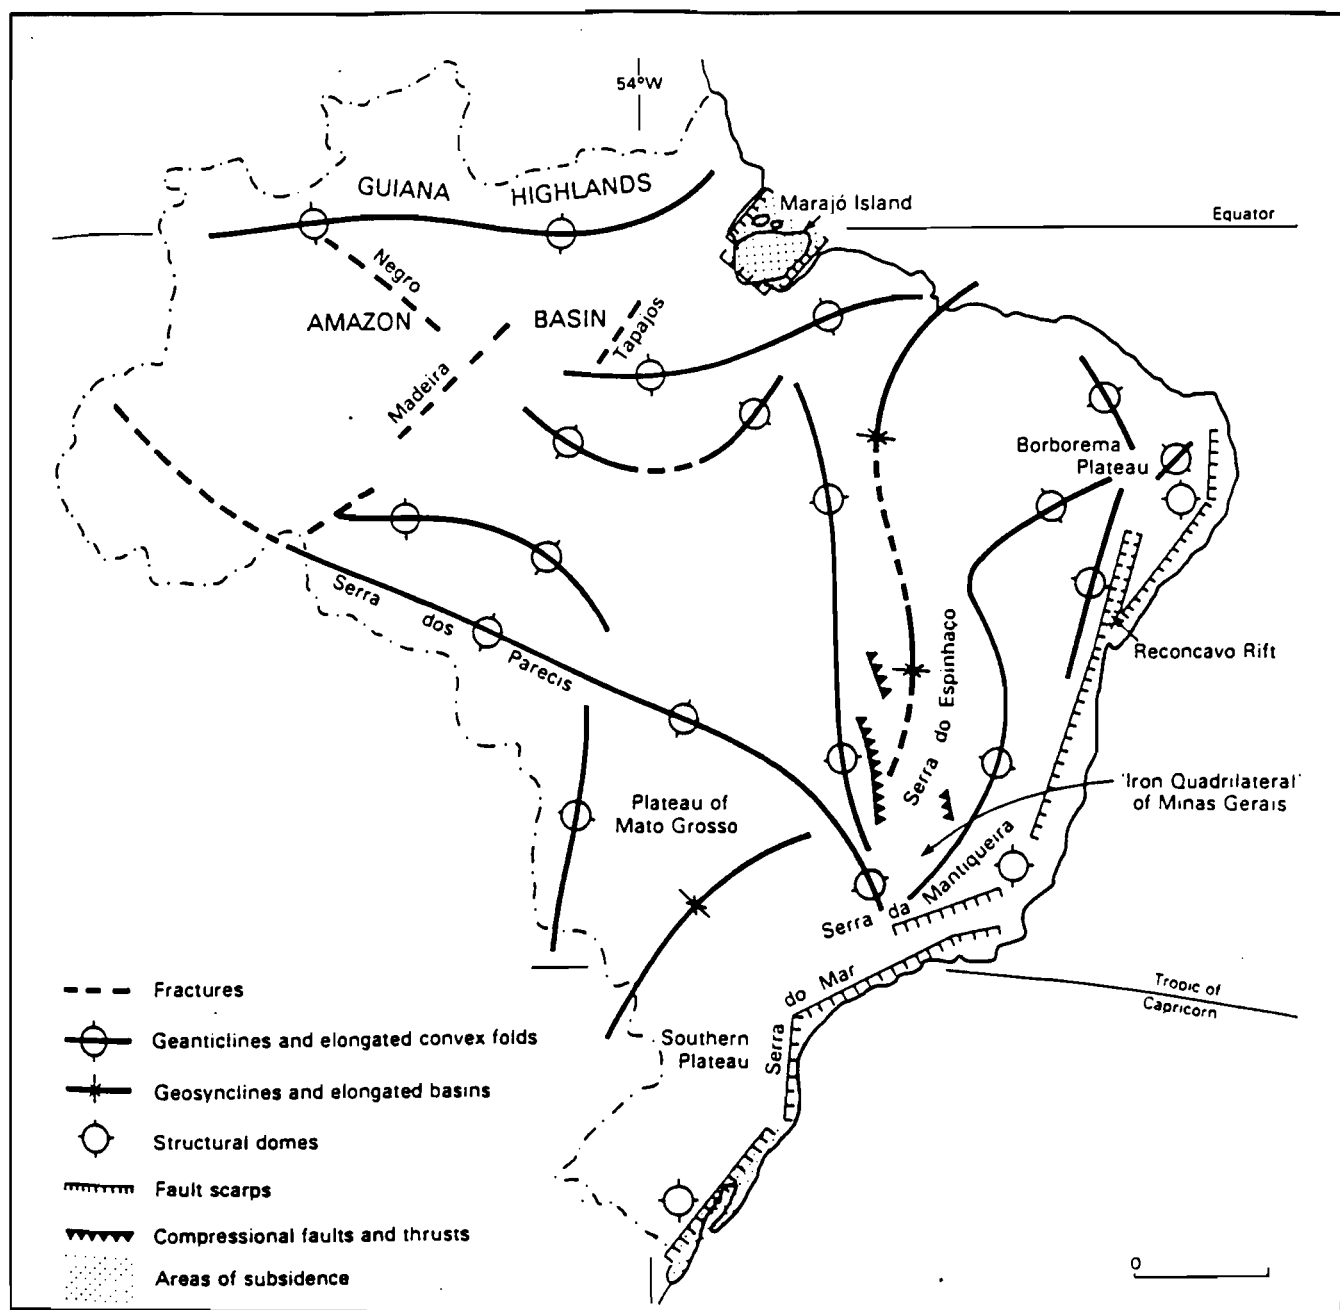 54°W
GUIANA HIGHLANDS
Marajó Island
Equator
Negro
AMAZON BASIN
Tapajos
Madeira
Borborema
Plateau
Serra dos Parecis
Reconcavo Rift
Serra do Espinhaço
'Iron Quadrilateral'
of Minas Gerais
Plateau of
Mato Grosso
Serra da Mantiqueira
Serra do Mar
Tropic of
Capricorn
Southern
Plateau
Fractures
Geanticlines and elongated convex folds
Geosynclines and elongated basins
Structural domes
Fault scarps
Compressional faults and thrusts
Areas of subsidence
0